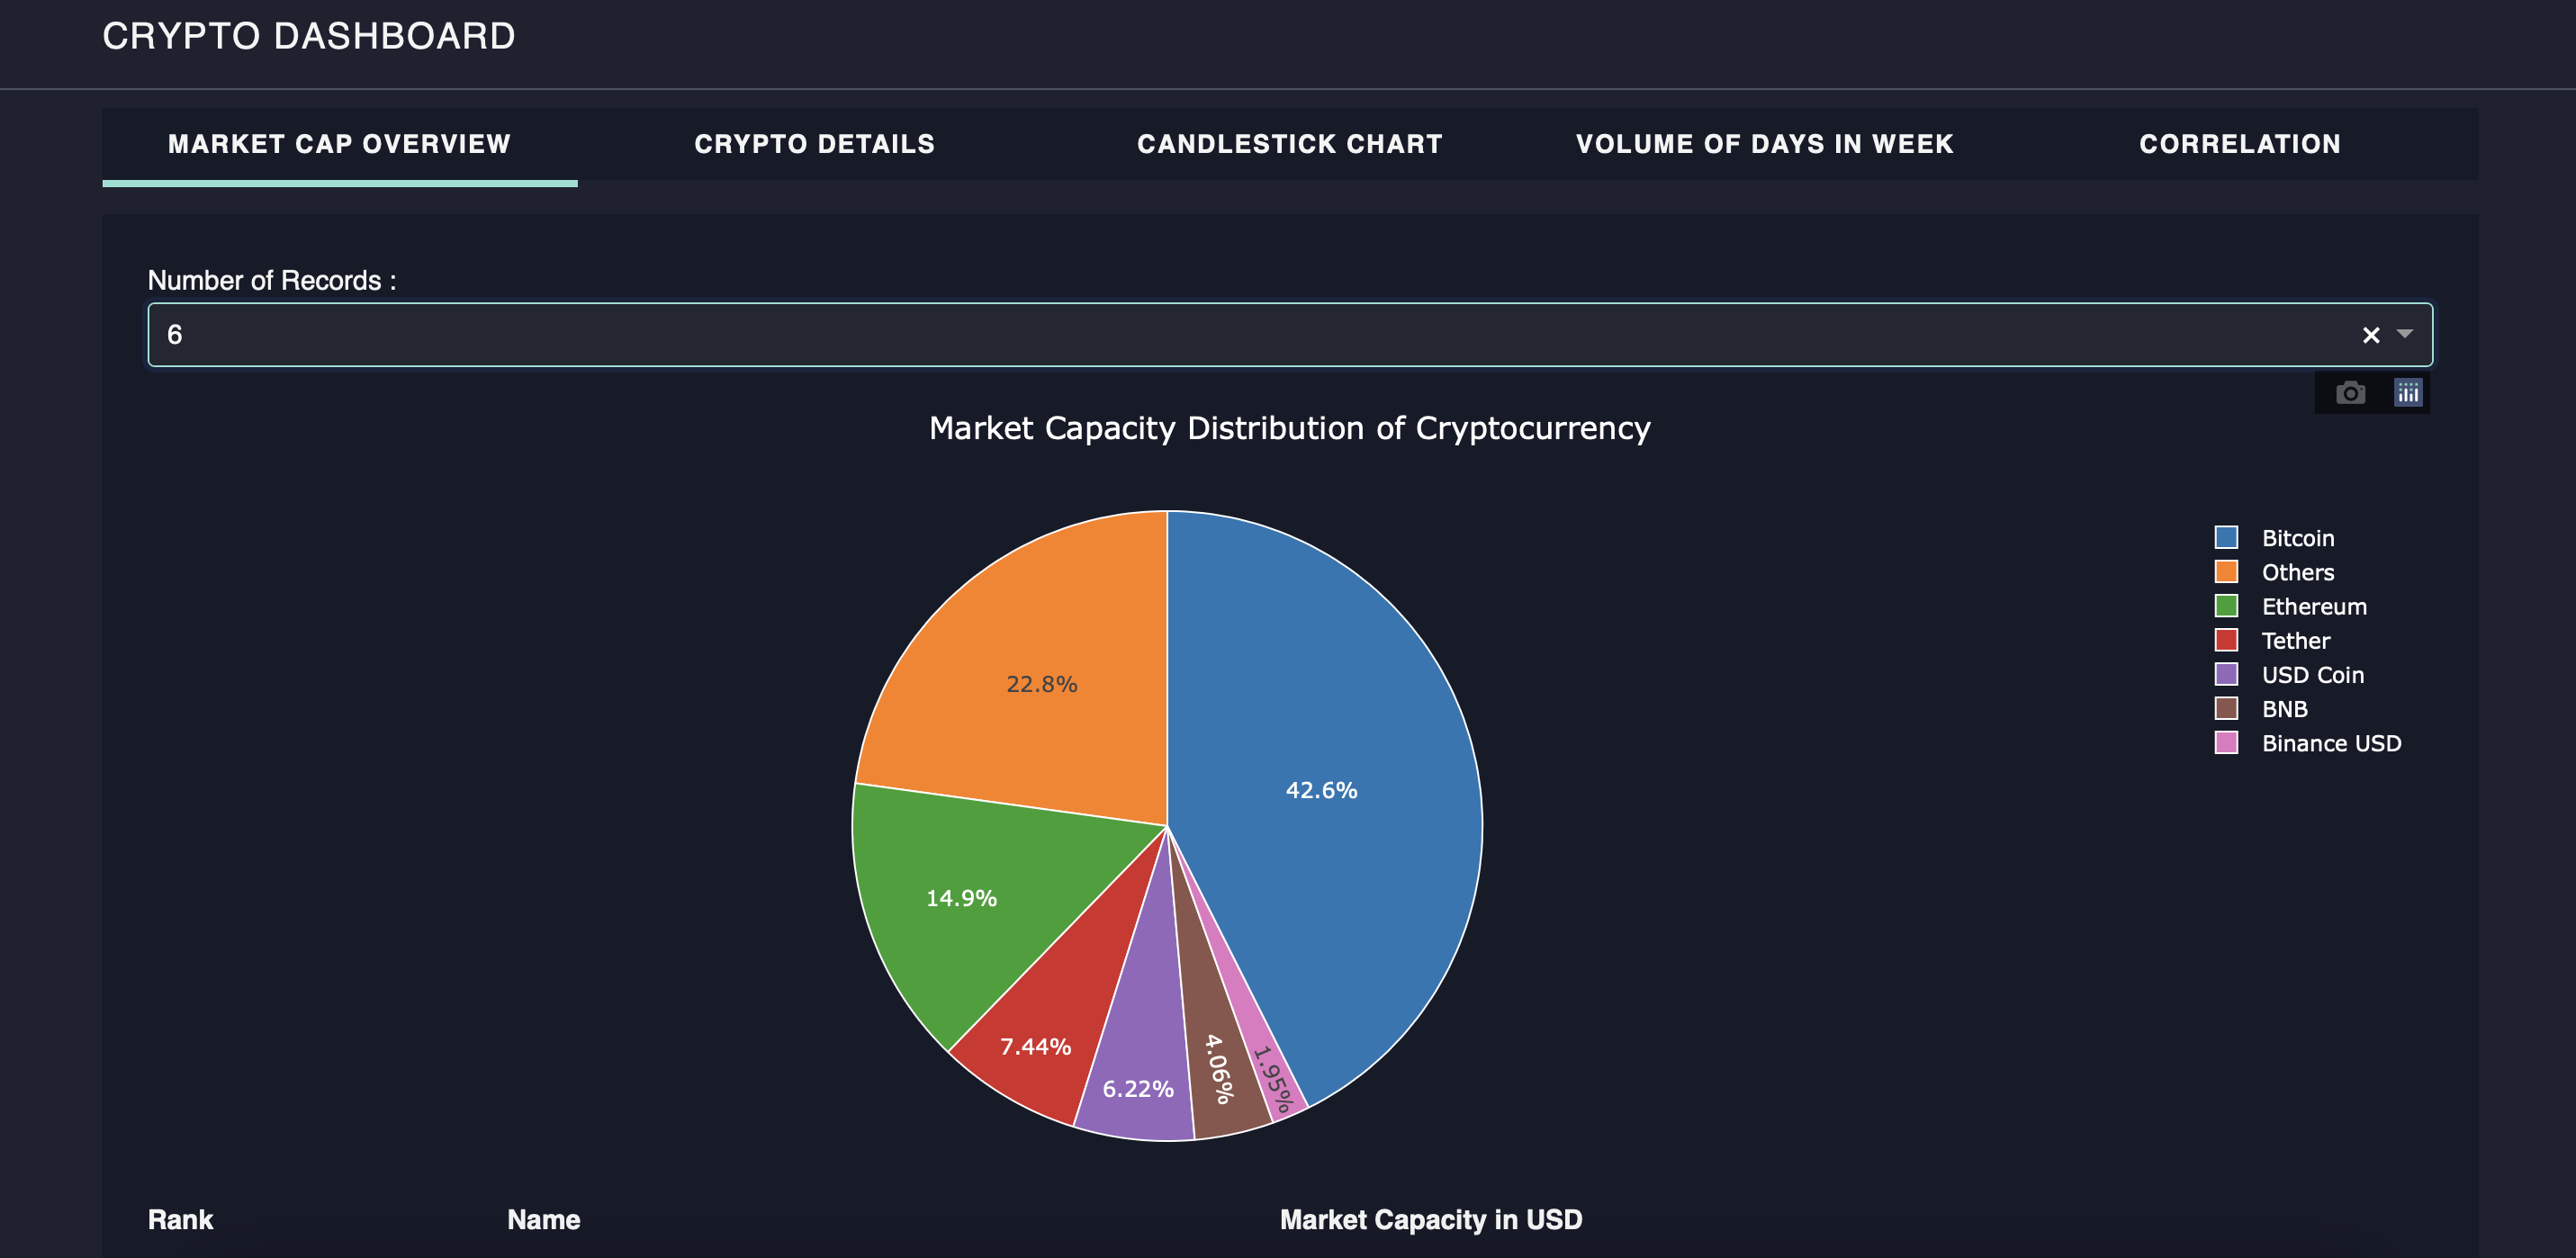 CRYPTO DASHBOARD
MARKET CAP OVERVIEW
CRYPTO DETAILS
CANDLESTICK CHART
VOLUME OF DAYS IN WEEK
CORRELATION
Number of Records :
6
Market Capacity Distribution of Cryptocurrency
Bitcoin
Others
Ethereum
Tether
USD Coin
BNB
Binance USD
22.8%
42.6%
14.9%
7.44%
6.22%
4.06%
1.95%
Rank
Name
Market Capacity in USD